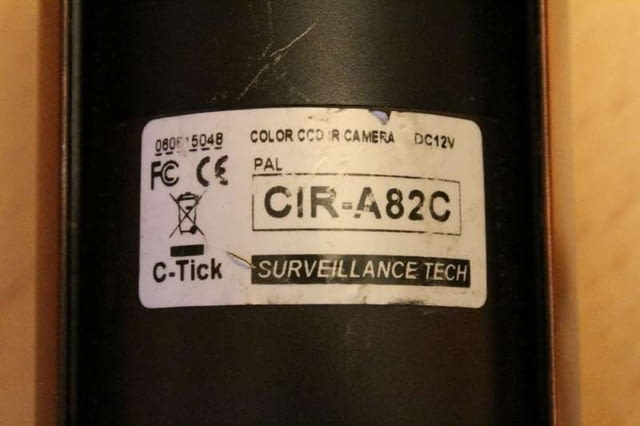 COLOR CCD IR CAMERA DC12V
PAL
FC CE
CIR-A82C
C-Tick
SURVEILLANCE TECH